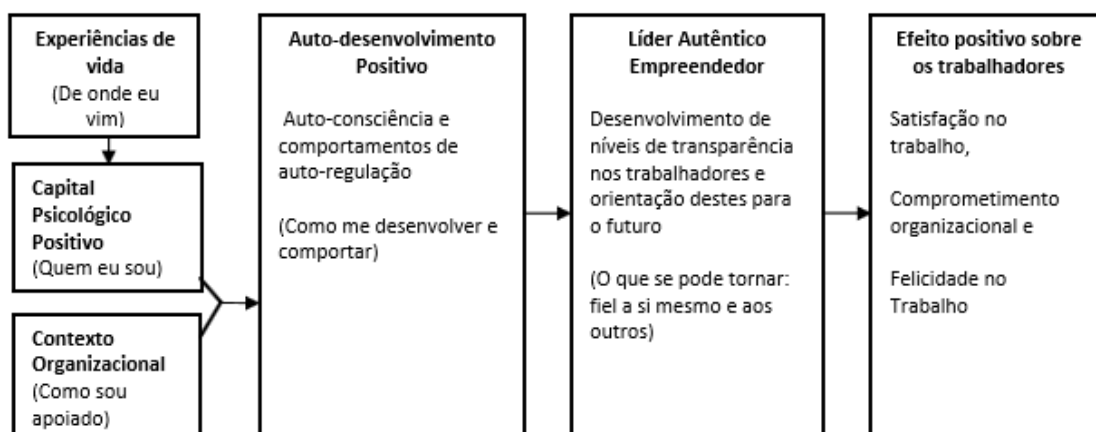 Experiências de
vida
(De onde eu
vim)
Capital
Psicológico
Positivo
(Quem eu sou)
Contexto
Organizacional
(Como sou
apoiado)
Auto-desenvolvimento
Positivo
Auto-consciência e
comportamentos de
auto-regulação
(Como me desenvolver e
comportar)
Líder Autêntico
Empreendedor
Desenvolvimento de
níveis de transparência
nos trabalhadores e
orientação destes para
o futuro
(O que se pode tornar:
fiel a si mesmo e aos
outros)
Efeito positivo sobre
os trabalhadores
Satisfação no
trabalho,
Comprometimento
organizacional e
Felicidade no
Trabalho